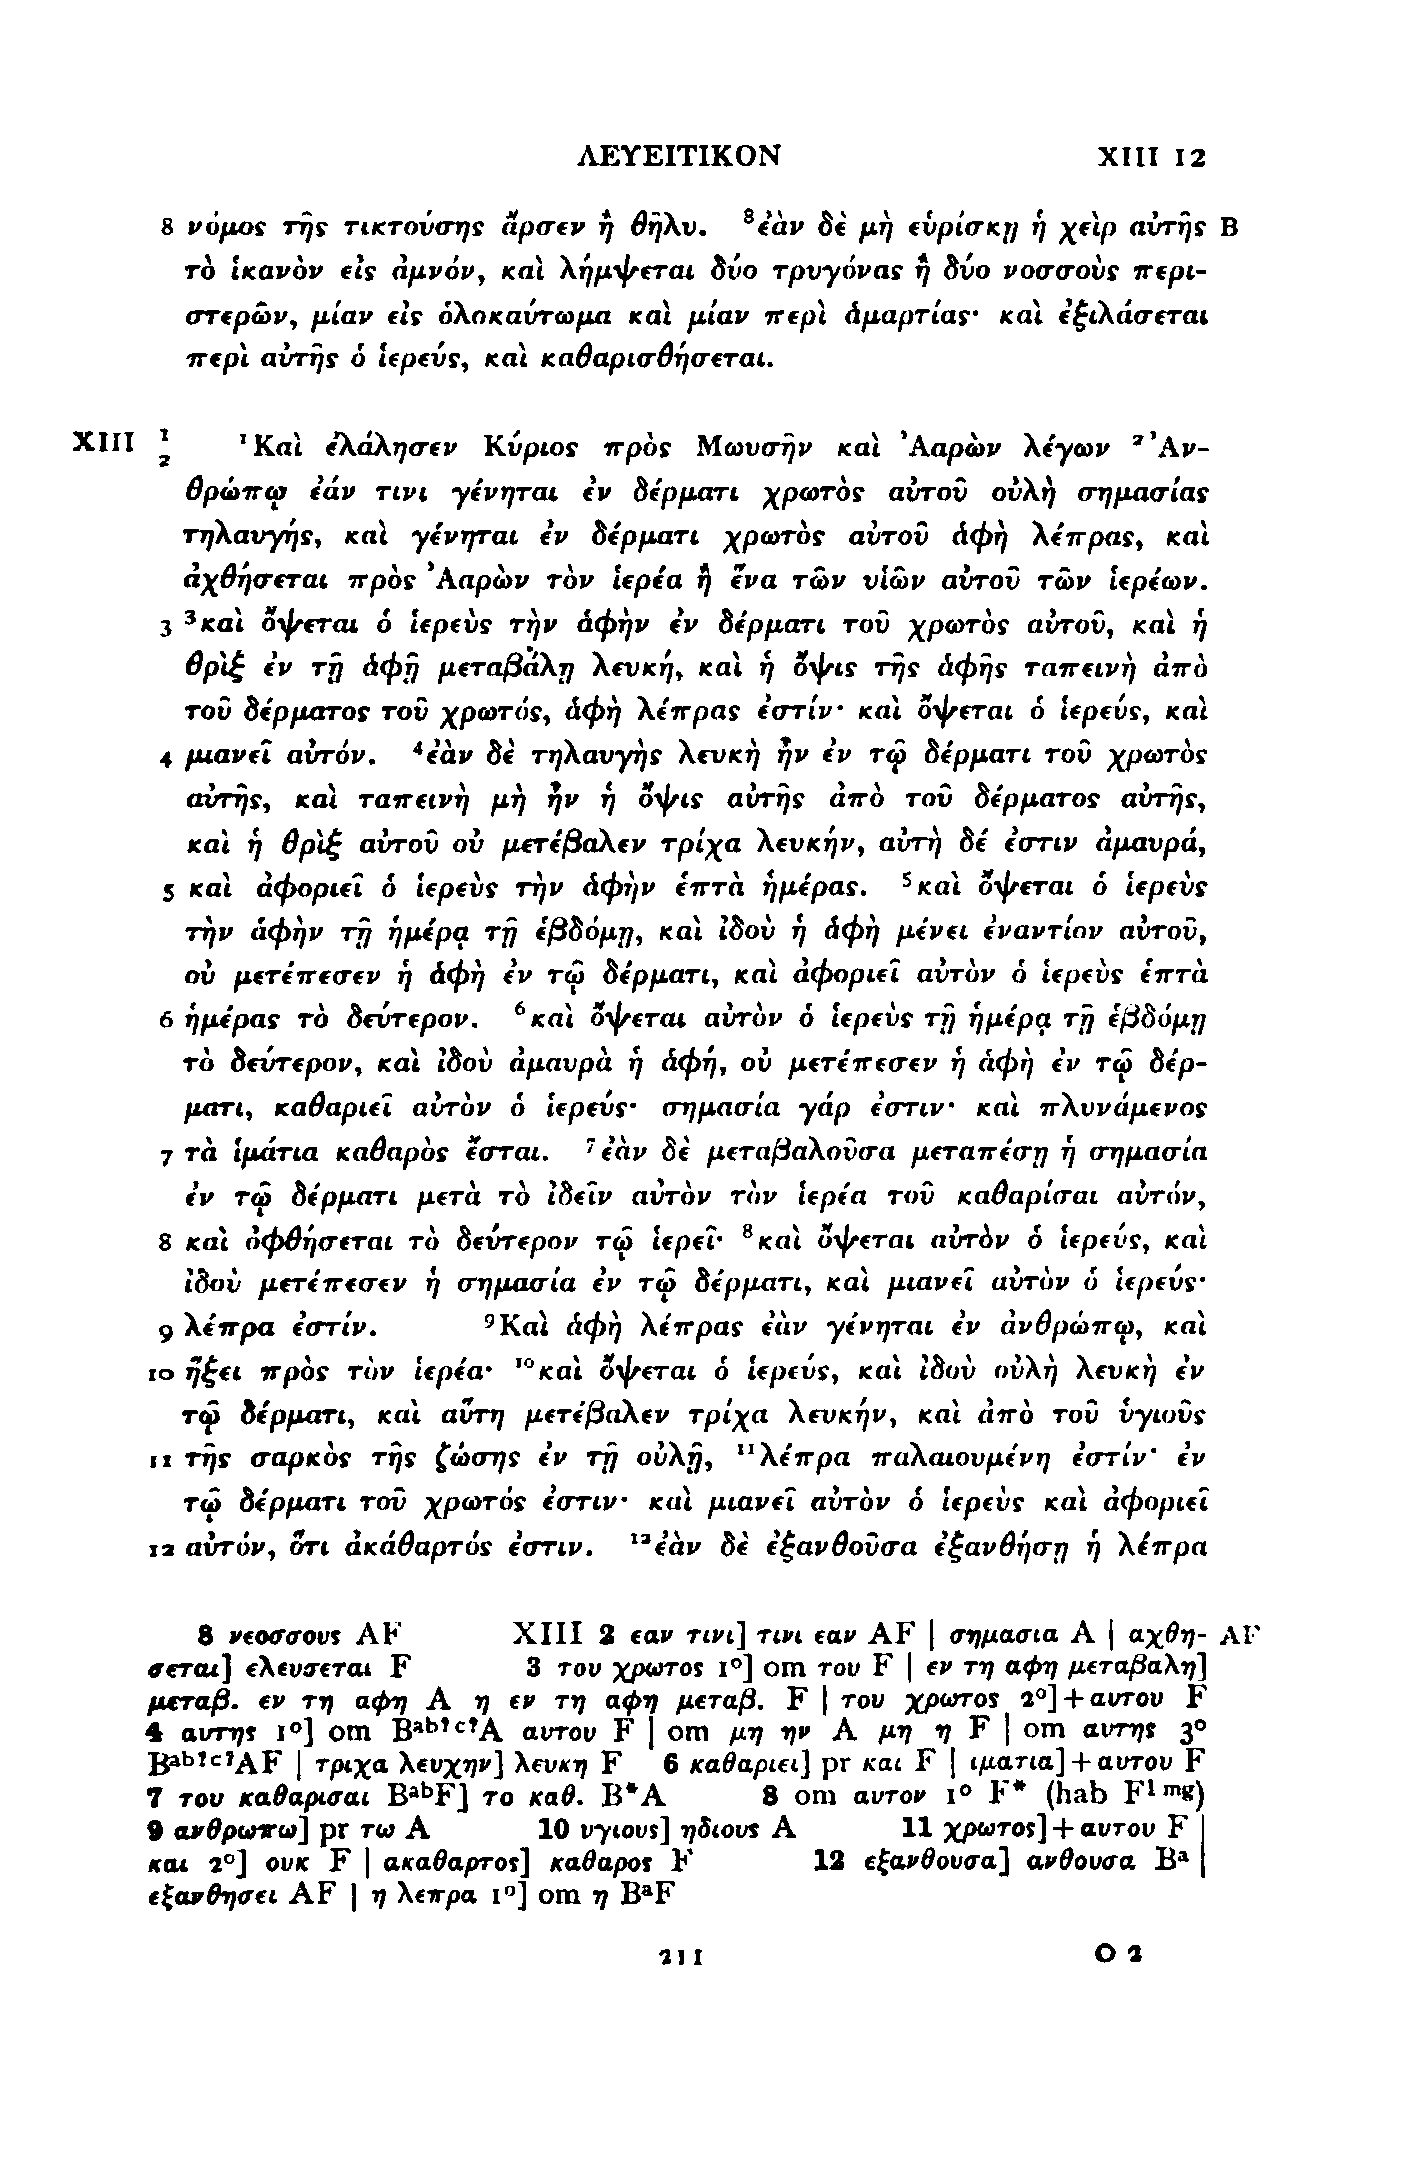 ΛΕΥΕΙΤΙΚΟΝ XIII 12
8 νόμος τῆς τικτούσης ἄρσεν ἢ θῆλυ. ⁸ἐὰν δὲ μὴ εὑρίσκῃ ἡ χεὶρ αὐτῆς B
τὸ ἱκανὸν εἰς ἀμνόν, καὶ λήμψεται δύο τρυγόνας ἢ δύο νοσσοὺς περι-
στερῶν, μίαν εἰς ὁλοκαύτωμα καὶ μίαν περὶ ἁμαρτίας· καὶ ἐξιλάσεται
περὶ αὐτῆς ὁ ἱερεύς, καὶ καθαρισθήσεται.
XIII 1 2 ¹Καὶ ἐλάλησεν Κύριος πρὸς Μωυσῆν καὶ Ἀαρὼν λέγων ²Ἀν-
θρώπῳ ἐάν τινι γένηται ἐν δέρματι χρωτὸς αὐτοῦ οὐλὴ σημασίας
τηλαυγής, καὶ γένηται ἐν δέρματι χρωτὸς αὐτοῦ ἁφὴ λέπρας, καὶ
ἀχθήσεται πρὸς Ἀαρὼν τὸν ἱερέα ἢ ἕνα τῶν υἱῶν αὐτοῦ τῶν ἱερέων.
3 ³καὶ ὄψεται ὁ ἱερεὺς τὴν ἁφὴν ἐν δέρματι τοῦ χρωτὸς αὐτοῦ, καὶ ἡ
θρὶξ ἐν τῇ ἁφῇ μεταβάλῃ λευκή, καὶ ἡ ὄψις τῆς ἁφῆς ταπεινὴ ἀπὸ
τοῦ δέρματος τοῦ χρωτός, ἁφὴ λέπρας ἐστίν· καὶ ὄψεται ὁ ἱερεύς, καὶ
4 μιανεῖ αὐτόν. ⁴ἐὰν δὲ τηλαυγὴς λευκὴ ἦν ἐν τῷ δέρματι τοῦ χρωτὸς
αὐτῆς, καὶ ταπεινὴ μὴ ἦν ἡ ὄψις αὐτῆς ἀπὸ τοῦ δέρματος αὐτῆς,
καὶ ἡ θρὶξ αὐτοῦ οὐ μετέβαλεν τρίχα λευκήν, αὐτὴ δέ ἐστιν ἀμαυρά,
5 καὶ ἀφοριεῖ ὁ ἱερεὺς τὴν ἁφὴν ἑπτὰ ἡμέρας. ⁵καὶ ὄψεται ὁ ἱερεὺς
τὴν ἁφὴν τῇ ἡμέρᾳ τῇ ἑβδόμῃ, καὶ ἰδοὺ ἡ ἁφὴ μένει ἐναντίον αὐτοῦ,
οὐ μετέπεσεν ἡ ἁφὴ ἐν τῷ δέρματι, καὶ ἀφοριεῖ αὐτὸν ὁ ἱερεὺς ἑπτὰ
6 ἡμέρας τὸ δεύτερον. ⁶καὶ ὄψεται αὐτὸν ὁ ἱερεὺς τῇ ἡμέρᾳ τῇ ἑβδόμῃ
τὸ δεύτερον, καὶ ἰδοὺ ἀμαυρὰ ἡ ἁφή, οὐ μετέπεσεν ἡ ἁφὴ ἐν τῷ δέρ-
ματι, καθαριεῖ αὐτὸν ὁ ἱερεύς· σημασία γάρ ἐστιν· καὶ πλυνάμενος
7 τὰ ἱμάτια καθαρὸς ἔσται. ⁷ἐὰν δὲ μεταβαλοῦσα μεταπέσῃ ἡ σημασία
ἐν τῷ δέρματι μετὰ τὸ ἰδεῖν αὐτὸν τὸν ἱερέα τοῦ καθαρίσαι αὐτόν,
8 καὶ ὀφθήσεται τὸ δεύτερον τῷ ἱερεῖ· ⁸καὶ ὄψεται αὐτὸν ὁ ἱερεύς, καὶ
ἰδοὺ μετέπεσεν ἡ σημασία ἐν τῷ δέρματι, καὶ μιανεῖ αὐτὸν ὁ ἱερεύς·
9 λέπρα ἐστίν. ⁹Καὶ ἁφὴ λέπρας ἐὰν γένηται ἐν ἀνθρώπῳ, καὶ
10 ἥξει πρὸς τὸν ἱερέα· ¹⁰καὶ ὄψεται ὁ ἱερεύς, καὶ ἰδοὺ οὐλὴ λευκὴ ἐν
τῷ δέρματι, καὶ αὕτη μετέβαλεν τρίχα λευκήν, καὶ ἀπὸ τοῦ ὑγιοῦς
11 τῆς σαρκὸς τῆς ζώσης ἐν τῇ οὐλῇ, ¹¹λέπρα παλαιουμένη ἐστίν· ἐν
τῷ δέρματι τοῦ χρωτός ἐστιν· καὶ μιανεῖ αὐτὸν ὁ ἱερεὺς καὶ ἀφοριεῖ
12 αὐτόν, ὅτι ἀκάθαρτός ἐστιν. ¹²ἐὰν δὲ ἐξανθοῦσα ἐξανθήσῃ ἡ λέπρα
8 νεοσσους AF XIII 2 εαν τινι] τινι εαν AF | σημασια A | αχθη- AF
σεται] ελευσεται F 3 του χρωτος 1º] om του F | εν τη αφη μεταβαλη]
μεταβ. εν τη αφη A η εν τη αφη μεταβ. F | του χρωτος 2º] + αυτου F
4 αυτης 1º] om Bᵃᵇ?ᶜ?A αυτου F | om μη ην A μη η F | om αυτης 3º
Bᵃᵇ?ᶜ?AF | τριχα λευχην] λευκη F 6 καθαριει] pr και F | ιματια] + αυτου F
7 του καθαρισαι BᵃᵇF] το καθ. B*A 8 om αυτον 1º F* (hab F¹ ᵐᵍ)
9 ανθρωπω] pr τω A 10 υγιους] ηδιους A 11 χρωτος] + αυτου F |
και 2º] ουκ F | ακαθαρτος] καθαρος F 12 εξανθουσα] ανθουσα Bᵃ |
εξανθησει AF | η λεπρα 1º] om η BᵃF
211 O 2